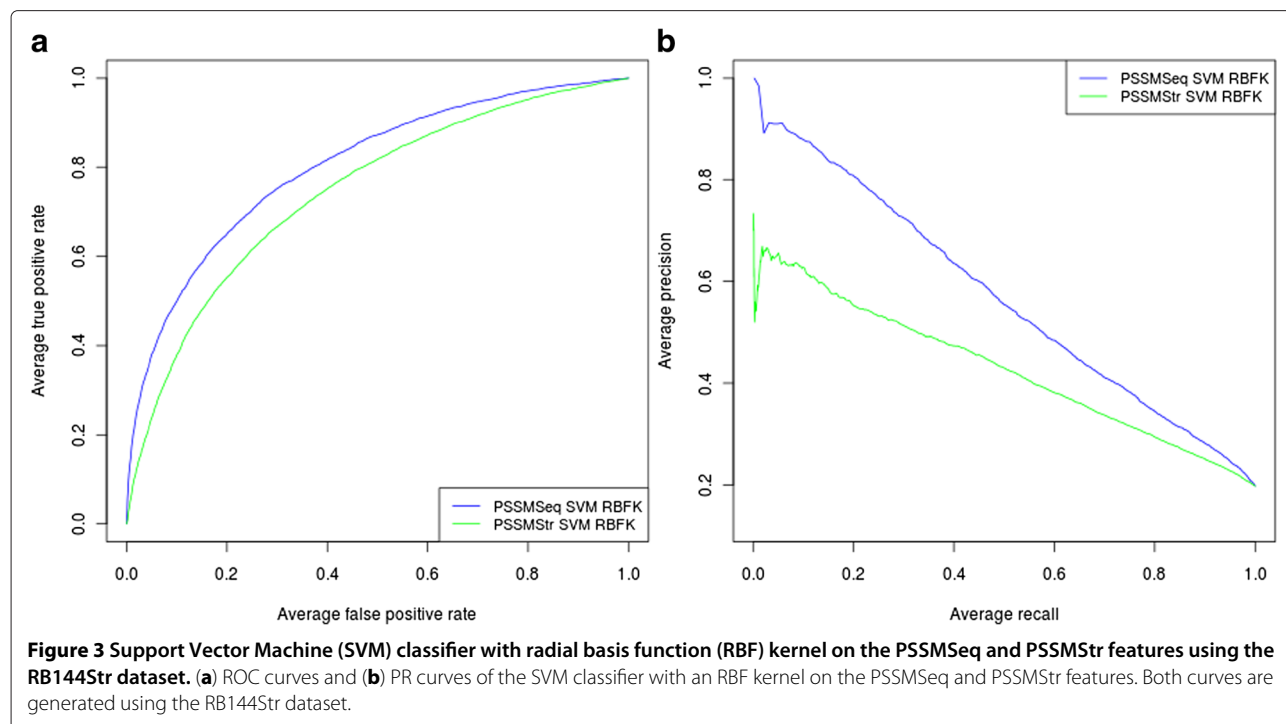 a
b
1.0
0.8
0.6
0.4
0.2
0.0
Average true positive rate
PSSMSeq SVM RBFK
PSSMStr SVM RBFK
0.0 0.2 0.4 0.6 0.8 1.0
Average false positive rate
1.0
0.8
0.6
0.4
0.2
Average precision
PSSMSeq SVM RBFK
PSSMStr SVM RBFK
0.0 0.2 0.4 0.6 0.8 1.0
Average recall
Figure 3 Support Vector Machine (SVM) classifier with radial basis function (RBF) kernel on the PSSMSeq and PSSMStr features using the
RB144Str dataset. (a) ROC curves and (b) PR curves of the SVM classifier with an RBF kernel on the PSSMSeq and PSSMStr features. Both curves are
generated using the RB144Str dataset.